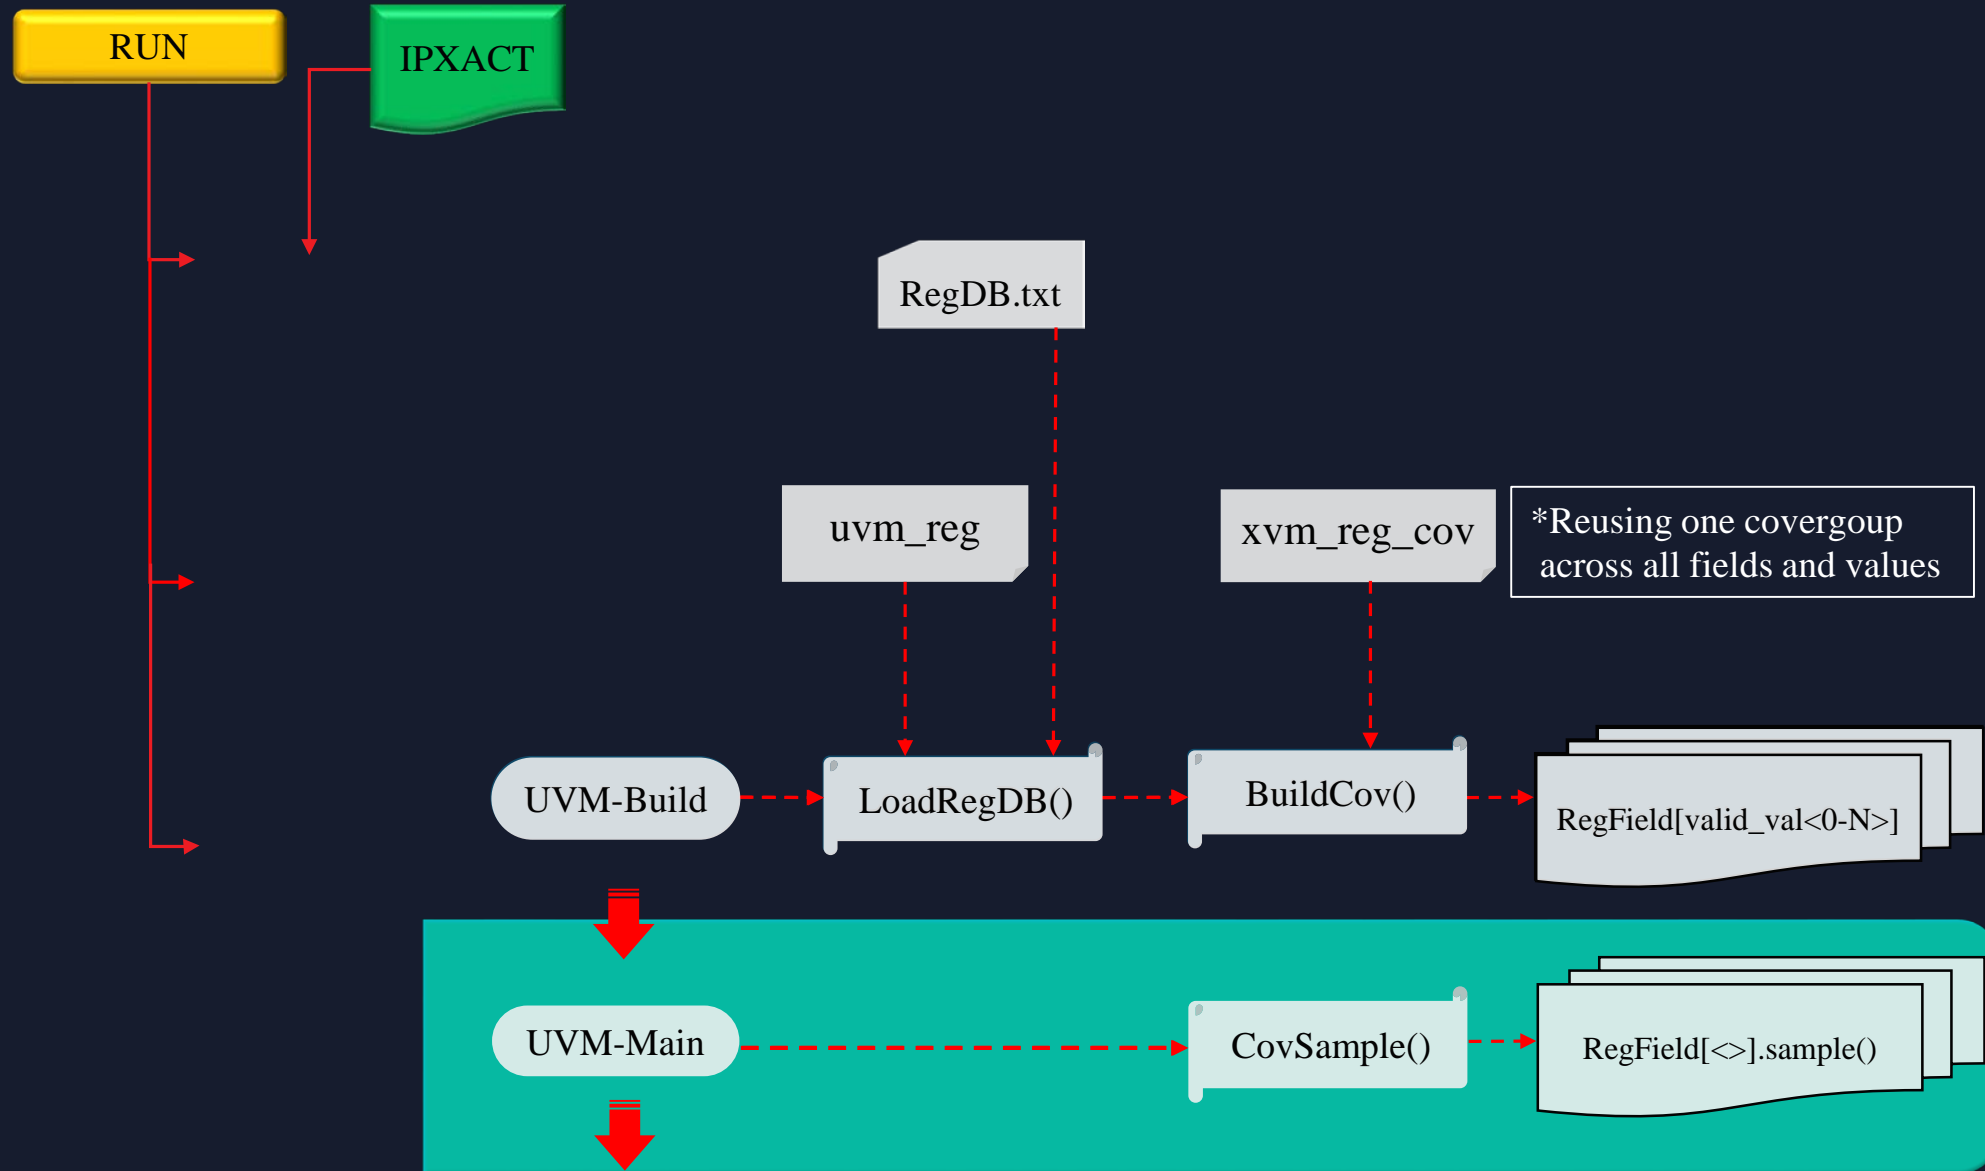 RUN
IPXACT
RegDB.txt
uvm_reg
xvm_reg_cov
*Reusing one covergoup
across all fields and values
UVM-Build
LoadRegDB()
BuildCov()
RegField[valid_val<0-N>]
UVM-Main
CovSample()
RegField[<>].sample()